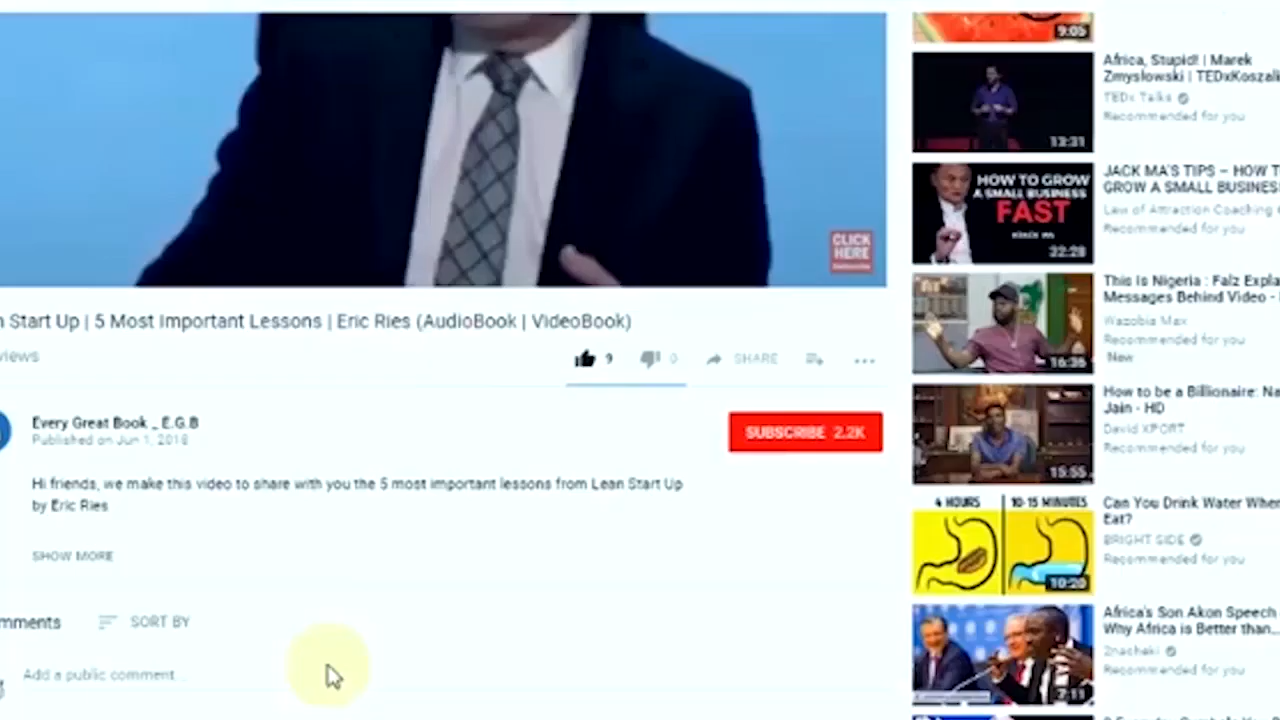 CLICK
HERE
Start Up | 5 Most Important Lessons | Eric Ries (AudioBook | VideoBook)
views
9
0
SHARE
Every Great Book _ E.G.B
Published on Jun 1, 2018
SUBSCRIBE 2.2K
Hi friends, we make this video to share with you the 5 most important lessons from Lean Start Up
by Eric Ries
SHOW MORE
mments
SORT BY
Add a public comment...
9:05
Africa, Stupid! | Marek
Zmysłowski | TEDxKoszali
TEDx Talks
Recommended for you
13:31
JACK MA'S TIPS – HOW T
GROW A SMALL BUSINESS
Law of Attraction Coaching
Recommended for you
HOW TO GROW
A SMALL BUSINESS
FAST
32:28
This Is Nigeria : Falz Expla
Messages Behind Video -
Wazobia Max
Recommended for you
New
16:36
How to be a Billionaire: Na
Jain - HD
David XPORT
Recommended for you
15:55
Can You Drink Water When
Eat?
BRIGHT SIDE
Recommended for you
4 HOURS
10-15 MINUTES
10:20
Africa's Son Akon Speech
Why Africa is Better than...
2nacheki
Recommended for you
7:11